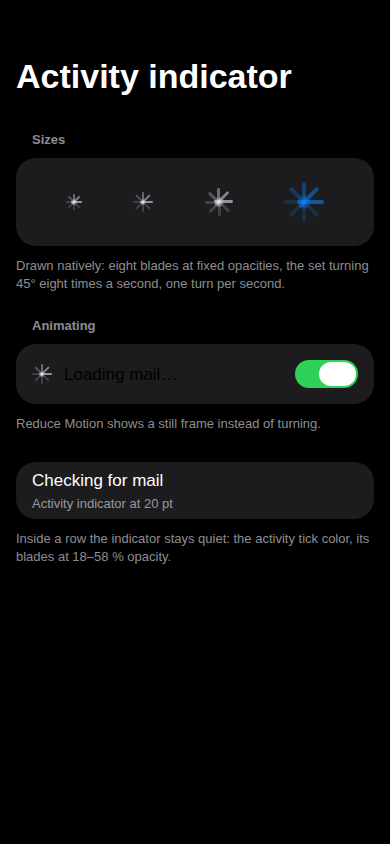 Activity indicator
Sizes
Drawn natively: eight blades at fixed opacities, the set turning
45° eight times a second, one turn per second.
Animating
Loading mail…
Reduce Motion shows a still frame instead of turning.
Checking for mail
Activity indicator at 20 pt
Inside a row the indicator stays quiet: the activity tick color, its
blades at 18–58 % opacity.